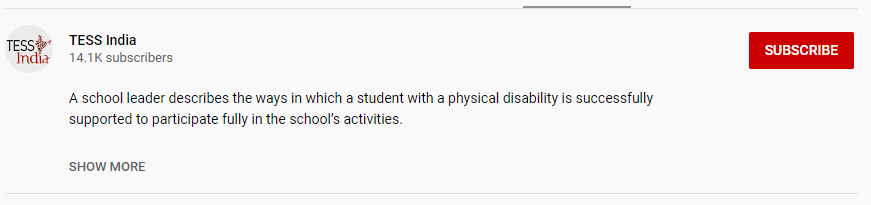 TESS
India
TESS India
14.1K subscribers
SUBSCRIBE
A school leader describes the ways in which a student with a physical disability is successfully
supported to participate fully in the school’s activities.
SHOW MORE